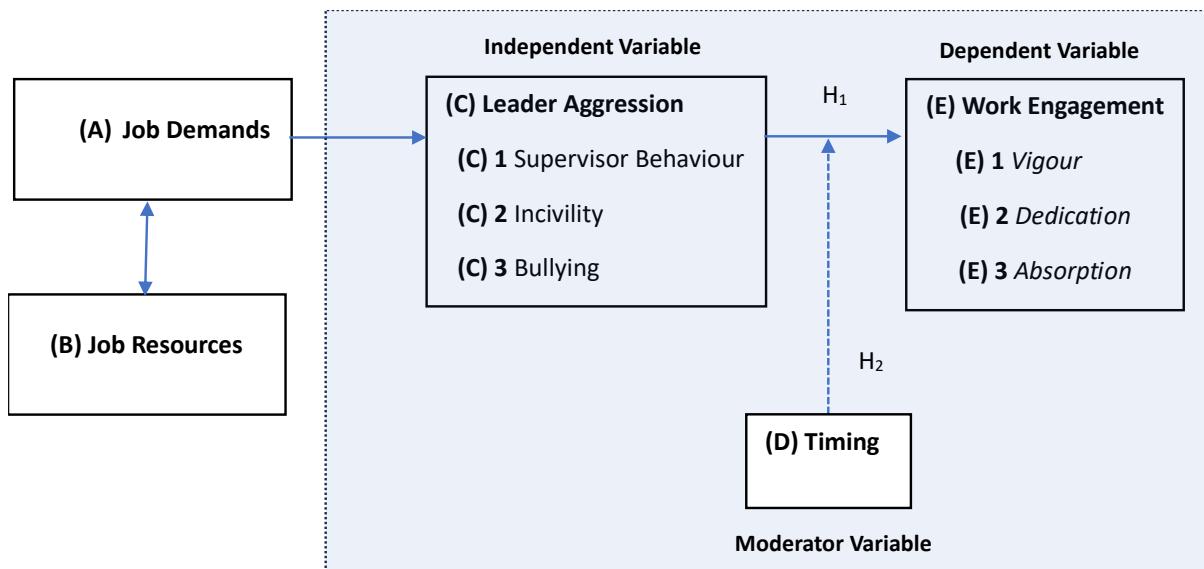 Independent Variable
Dependent Variable
(A) Job Demands
(B) Job Resources
(C) Leader Aggression
(C) 1 Supervisor Behaviour
(C) 2 Incivility
(C) 3 Bullying
H₁
(E) Work Engagement
(E) 1 Vigour
(E) 2 Dedication
(E) 3 Absorption
H₂
(D) Timing
Moderator Variable